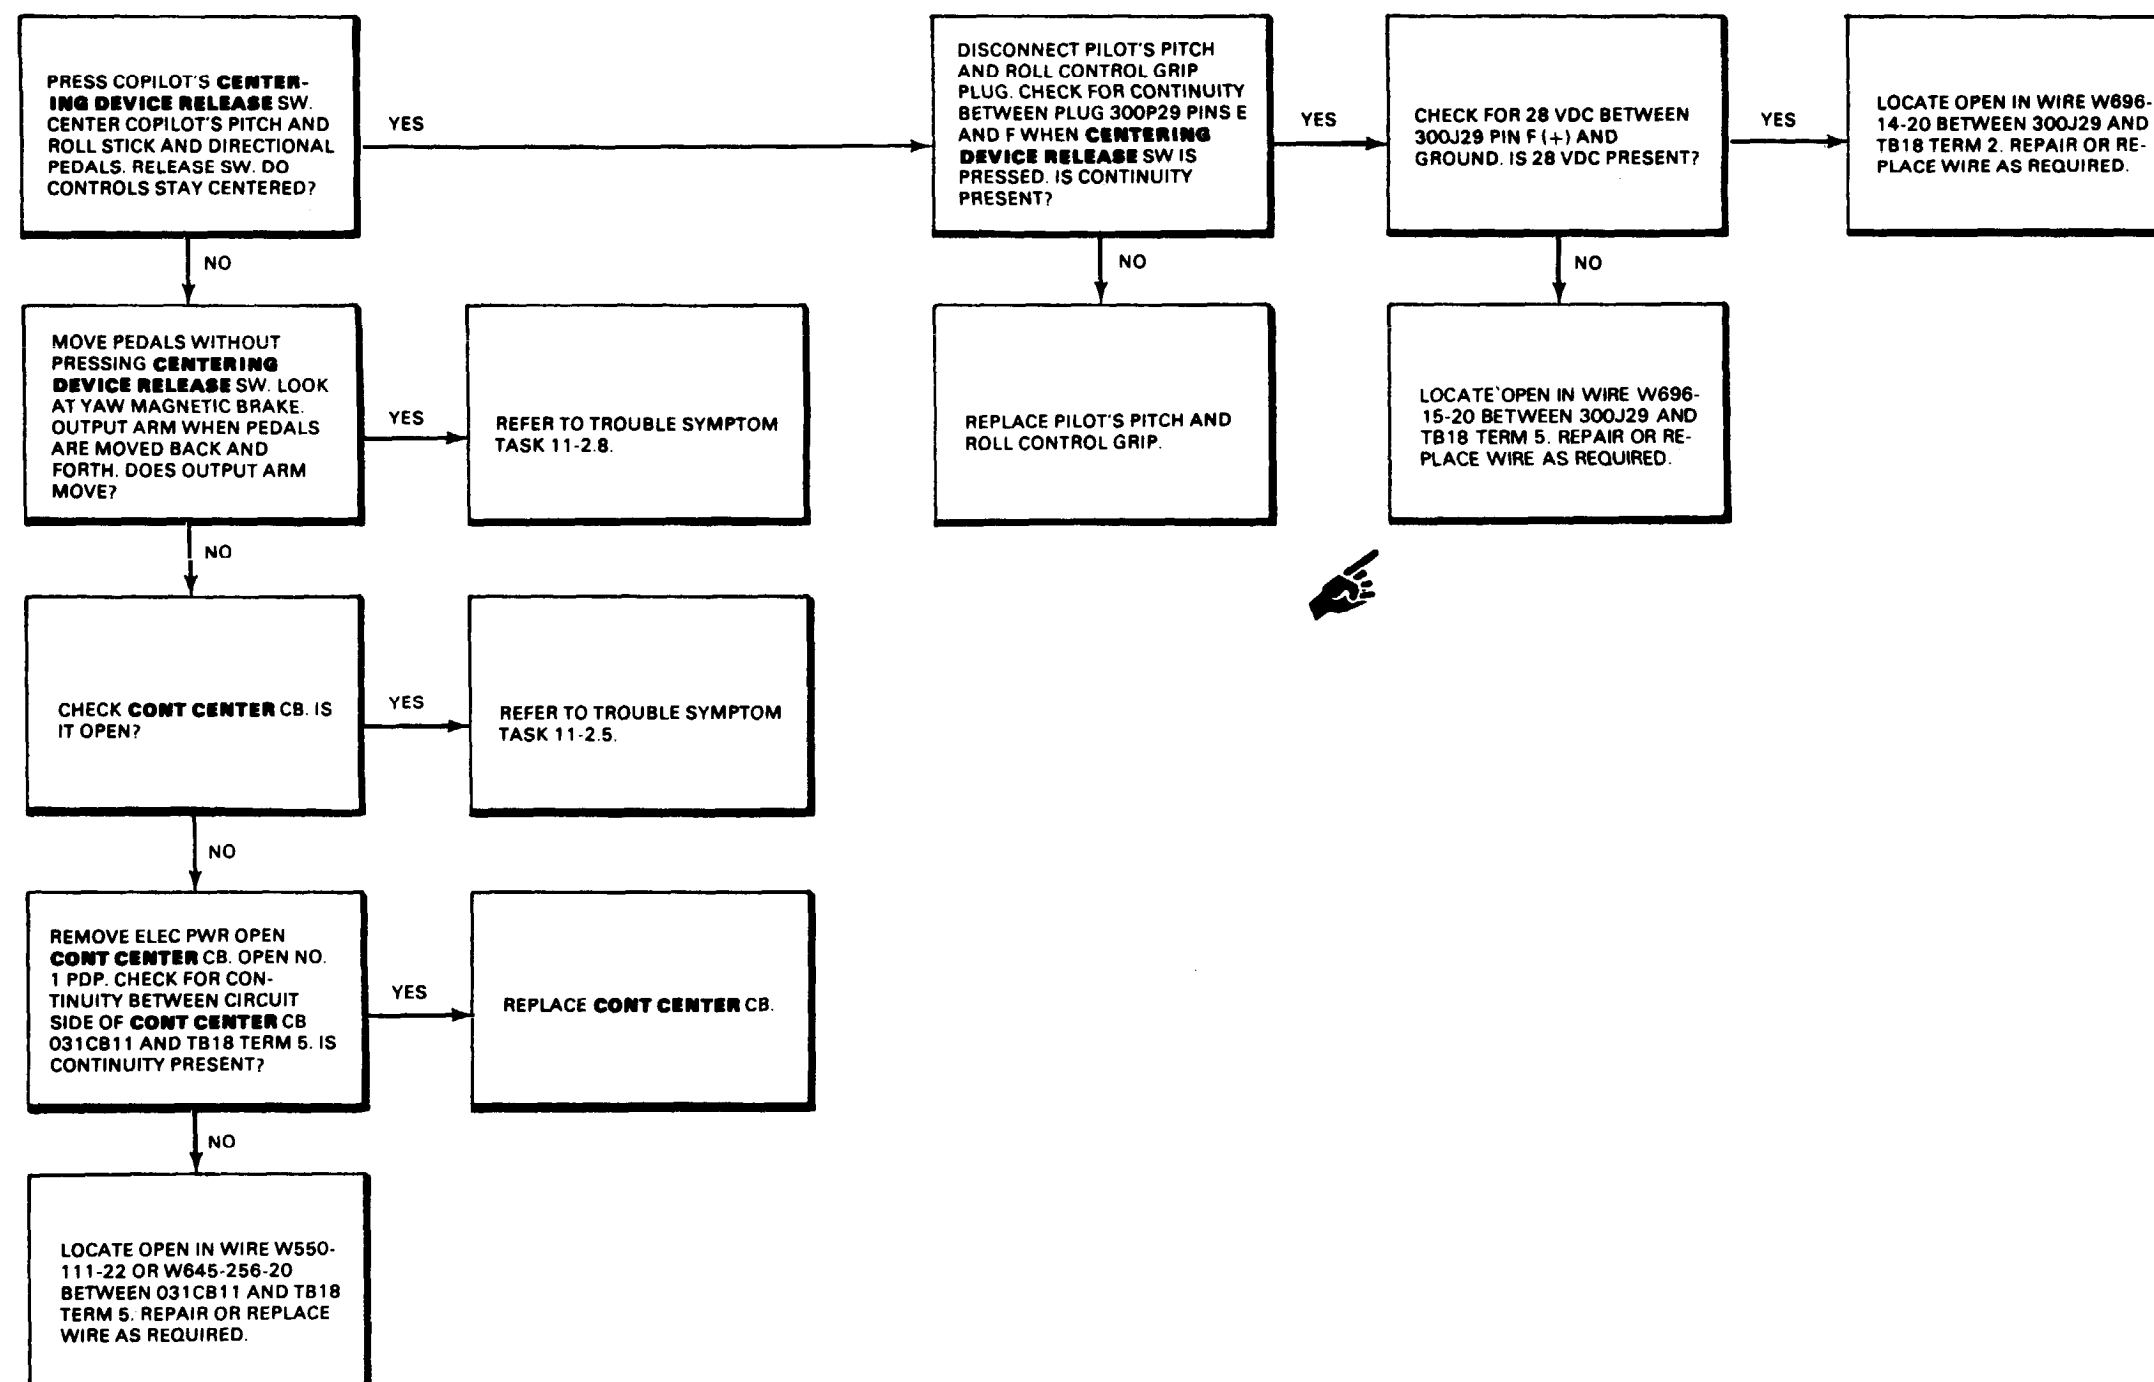 PRESS COPILOT'S CENTER-
ING DEVICE RELEASE SW.
CENTER COPILOT'S PITCH AND
ROLL STICK AND DIRECTIONAL
PEDALS. RELEASE SW. DO
CONTROLS STAY CENTERED?
YES
DISCONNECT PILOT'S PITCH
AND ROLL CONTROL GRIP
PLUG. CHECK FOR CONTINUITY
BETWEEN PLUG 300P29 PINS E
AND F WHEN CENTERING
DEVICE RELEASE SW IS
PRESSED. IS CONTINUITY
PRESENT?
YES
CHECK FOR 28 VDC BETWEEN
300J29 PIN F (+) AND
GROUND. IS 28 VDC PRESENT?
YES
LOCATE OPEN IN WIRE W696-
14-20 BETWEEN 300J29 AND
TB18 TERM 2. REPAIR OR RE-
PLACE WIRE AS REQUIRED.
NO
NO
NO
MOVE PEDALS WITHOUT
PRESSING CENTERING
DEVICE RELEASE SW. LOOK
AT YAW MAGNETIC BRAKE.
OUTPUT ARM WHEN PEDALS
ARE MOVED BACK AND
FORTH. DOES OUTPUT ARM
MOVE?
YES
REFER TO TROUBLE SYMPTOM
TASK 11-2.8.
REPLACE PILOT'S PITCH AND
ROLL CONTROL GRIP.
LOCATE OPEN IN WIRE W696-
15-20 BETWEEN 300J29 AND
TB18 TERM 5. REPAIR OR RE-
PLACE WIRE AS REQUIRED.
NO
CHECK CONT CENTER CB. IS
IT OPEN?
YES
REFER TO TROUBLE SYMPTOM
TASK 11-2.5.
NO
REMOVE ELEC PWR OPEN
CONT CENTER CB. OPEN NO.
1 PDP. CHECK FOR CON-
TINUITY BETWEEN CIRCUIT
SIDE OF CONT CENTER CB
031CB11 AND TB18 TERM 5. IS
CONTINUITY PRESENT?
YES
REPLACE CONT CENTER CB.
NO
LOCATE OPEN IN WIRE W550-
111-22 OR W645-256-20
BETWEEN 031CB11 AND TB18
TERM 5. REPAIR OR REPLACE
WIRE AS REQUIRED.